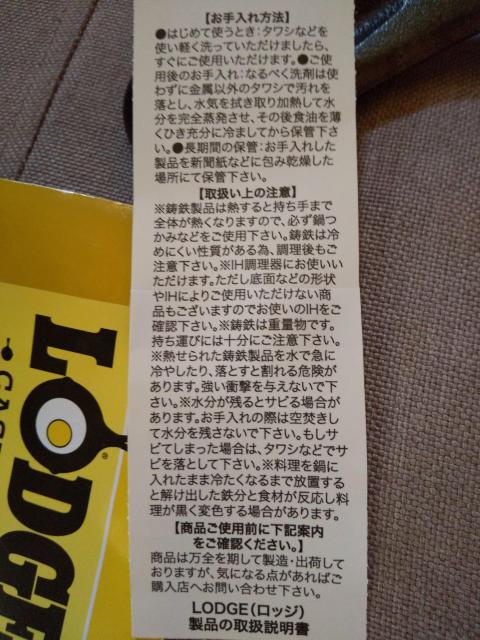 【お手入れ方法】
●はじめて使うとき:タワシなどを
使い軽く洗っていただけましたら、
すぐにご使用いただけます。●ご使
用後のお手入れ:なるべく洗剤は使
わずに金属以外のタワシで汚れを
落とし、水気を拭き取り加熱して水
分を完全蒸発させ、その後食油を薄
くひき充分に冷ましてから保管下さ
い。●長期間の保管:お手入れした
製品を新聞紙などに包み乾燥した
場所にて保管下さい。
【取扱い上の注意】
※鋳鉄製品は熱すると持ち手まで
全体が熱くなりますので、必ず鍋つ
かみなどをご使用下さい。鋳鉄は冷
めにくい性質がある為、調理後もご
注意下さい。※IH調理器にお使いい
ただけます。ただし底面などの形状
やIHによりご使用いただけない商
品もございますのでお使いのIHをご
確認下さい。※鋳鉄は重量物です。
持ち運びには十分にご注意下さい。
※熱せられた鋳鉄製品を水で急に
冷やしたり、落とすと割れる危険が
あります。強い衝撃を与えないで下
さい。※水分が残るとサビる場合が
あります。お手入れの際は空焚きし
て水分を残さないで下さい。もしサ
ビてしまった場合は、タワシなどでサ
ビを落として下さい。※料理を鍋に
入れたまま冷たくなるまで放置する
と解け出した鉄分と食材が反応し料
理が黒く変色する場合があります。
【商品ご使用前に下記案内
をご確認ください。】
商品は万全を期して製造・出荷して
おりますが、気になる点があればご
購入店へお問い合わせ下さい。
LODGE(ロッジ)
製品の取扱説明書
LODGE
®